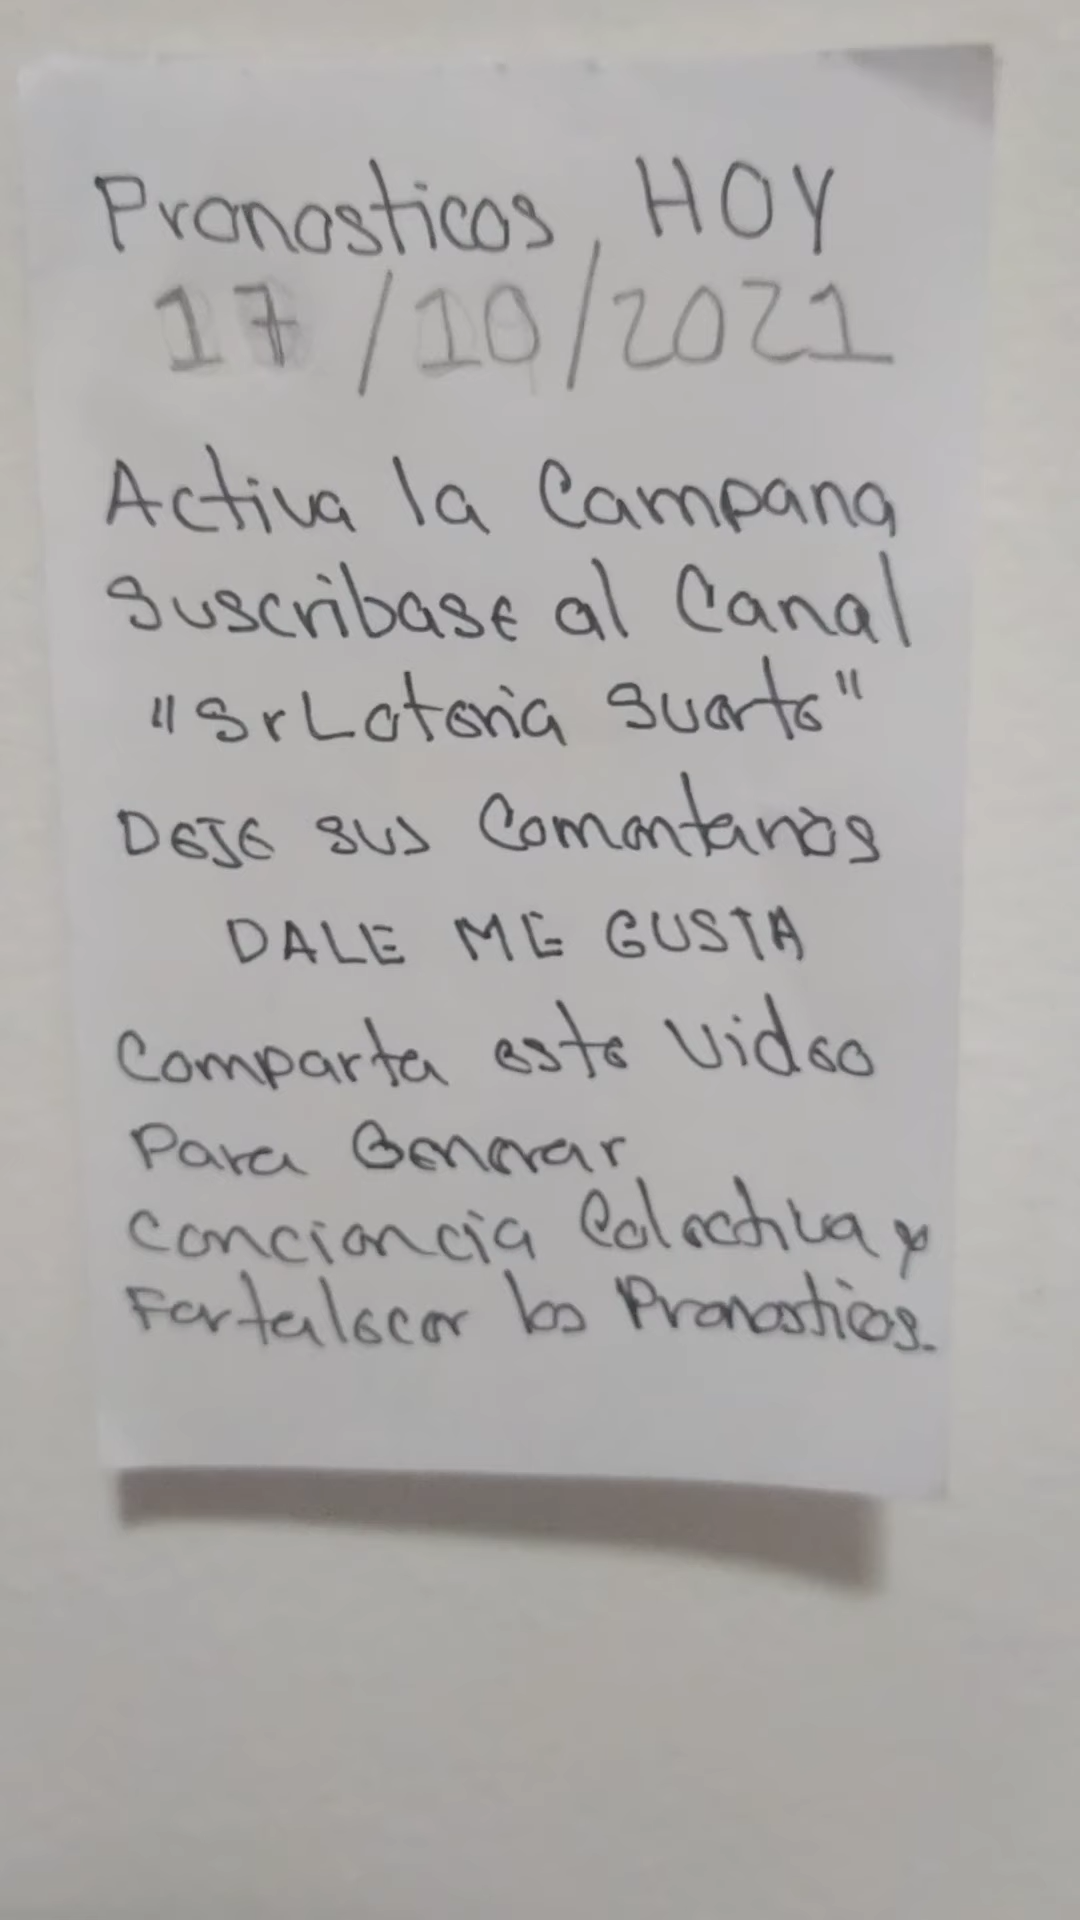 Pronosticos, HOY
17/10/2021
Activa la Campana
Suscribase al Canal
"SrLoteria Suerte"
DEJE sus Comentarios
DALE ME GUSTA
Comparta este Video
Para Generar
Conciencia Colectiva y
Fortalecer los Pronosticos.